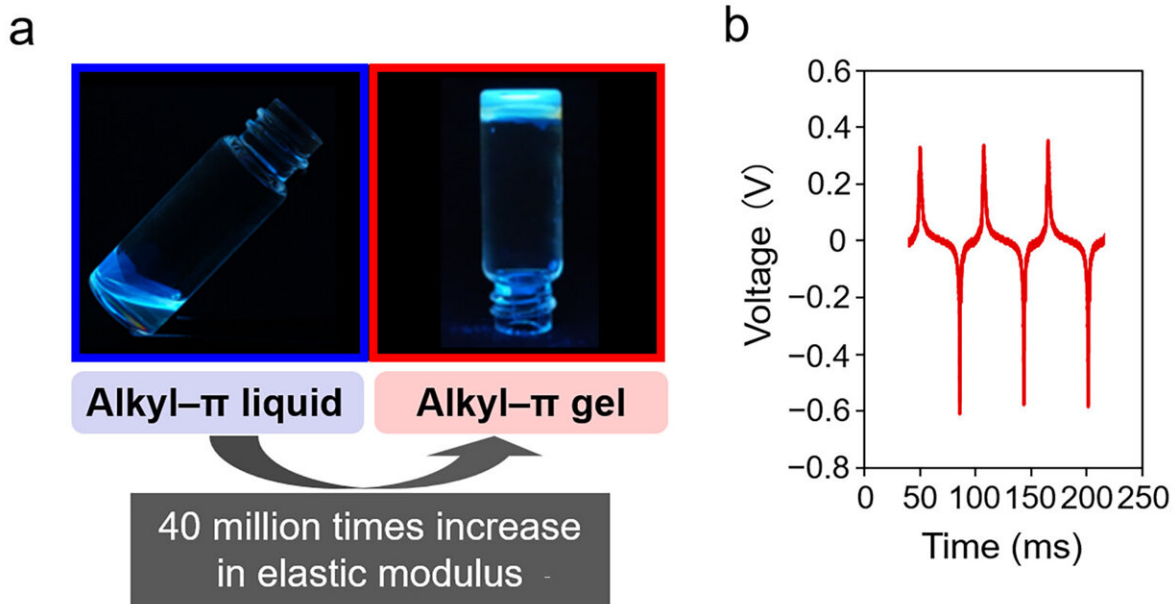 a
Alkyl–π liquid
Alkyl–π gel
40 million times increase
in elastic modulus
b
Voltage (V)
0.6
0.4
0.2
0
−0.2
−0.4
−0.6
−0.8
0 50 100 150 200 250
Time (ms)